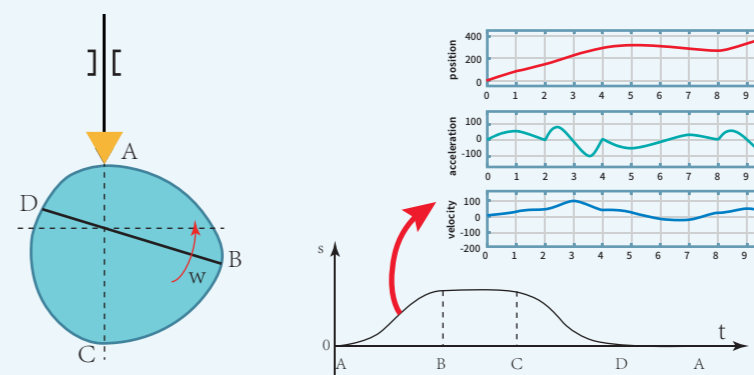 A
D
B
w
C
position
400
200
0
0 1 2 3 4 5 6 7 8 9
acceleration
100
0
-100
0 1 2 3 4 5 6 7 8 9
velocity
100
0
-100
-200
0 1 2 3 4 5 6 7 8 9
s
0
t
A B C D A